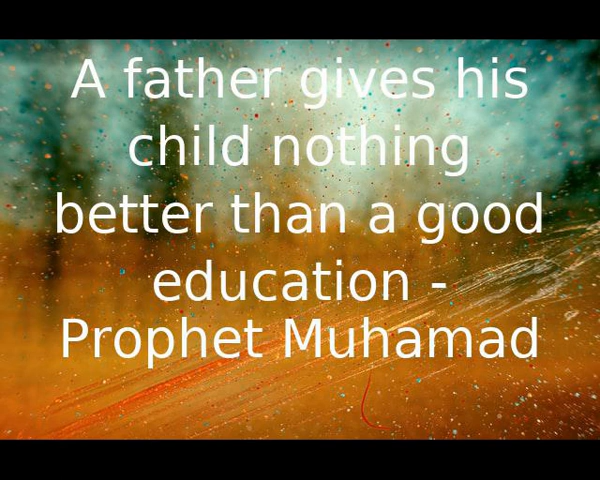 A father gives his
child nothing
better than a good
education -
Prophet Muhamad